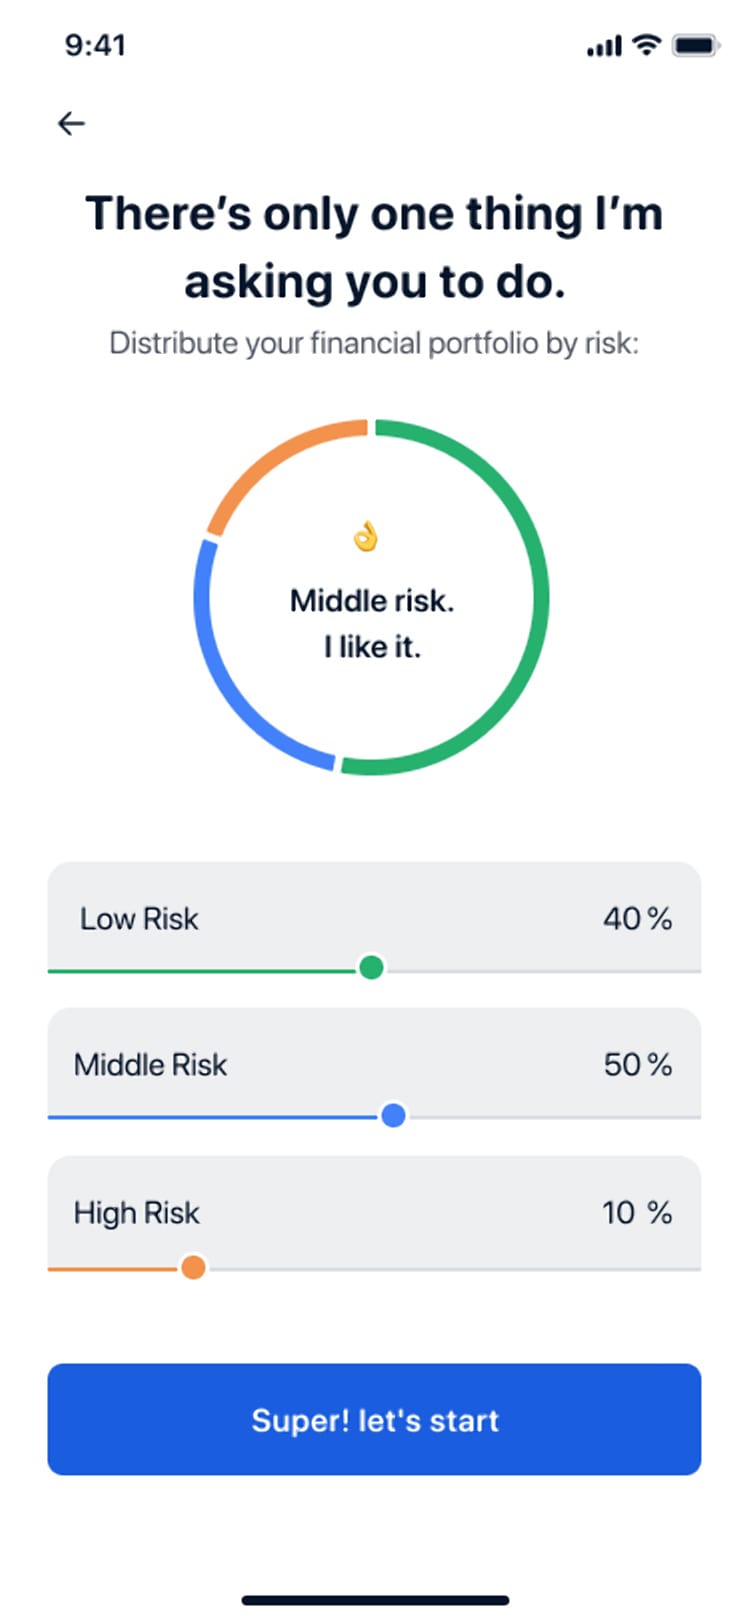 9:41
There’s only one thing I’m
asking you to do.
Distribute your financial portfolio by risk:
👌
Middle risk.
I like it.
Low Risk 40 %
Middle Risk 50 %
High Risk 10 %
Super! let's start